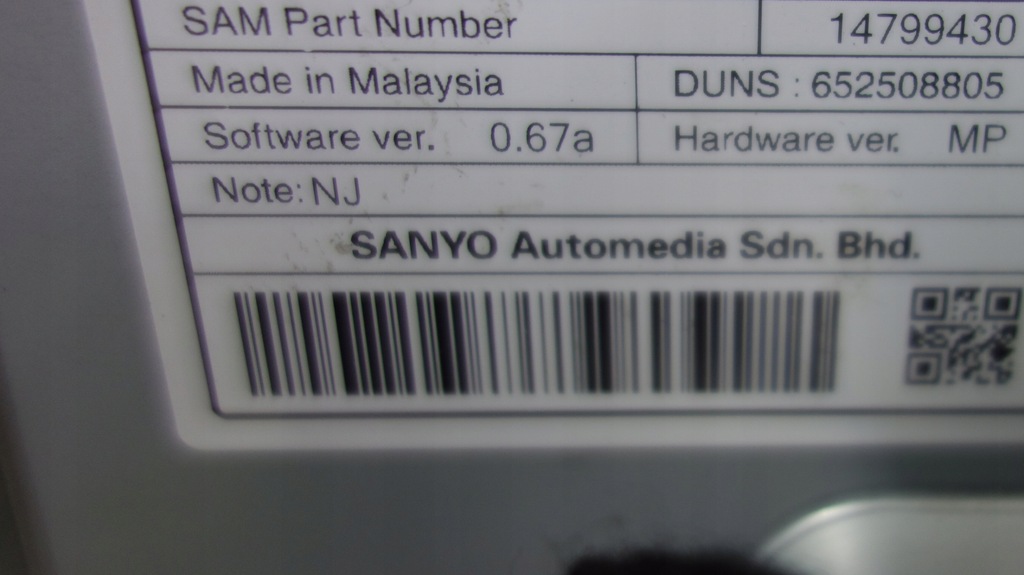 SAM Part Number 14799430
Made in Malaysia DUNS : 652508805
Software ver. 0.67a Hardware ver. MP
Note: NJ
SANYO Automedia Sdn. Bhd.